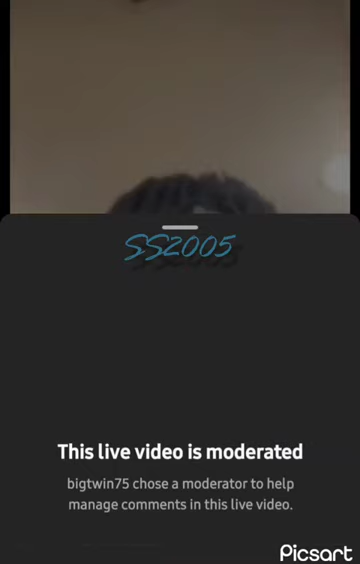 SS2005
This live video is moderated
bigtwin75 chose a moderator to help
manage comments in this live video.
Picsart